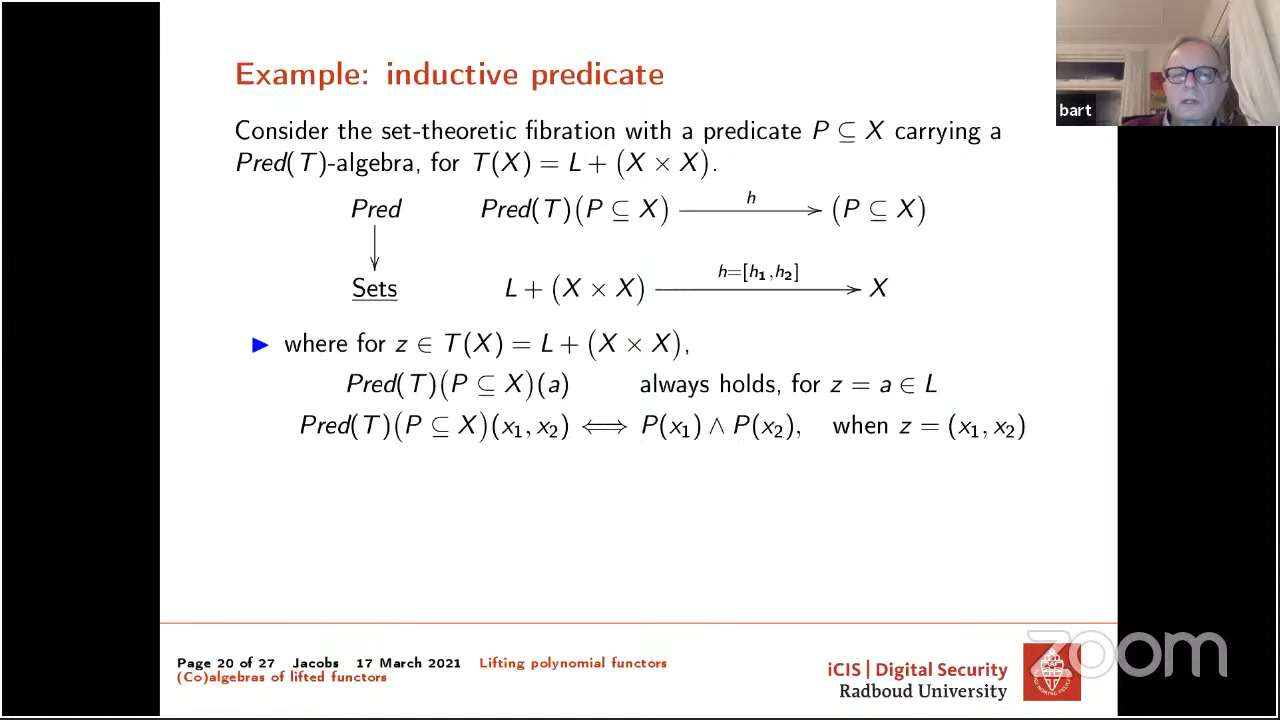 Example: inductive predicate
bart
Consider the set-theoretic fibration with a predicate P ⊆ X carrying a
Pred(T)-algebra, for T(X) = L + (X × X).
Pred Pred(T)(P ⊆ X) h (P ⊆ X)
Sets L + (X × X) h=[h₁,h₂] X
▶ where for z ∈ T(X) = L + (X × X),
Pred(T)(P ⊆ X)(a) always holds, for z = a ∈ L
Pred(T)(P ⊆ X)(x₁, x₂) ⟺ P(x₁) ∧ P(x₂), when z = (x₁, x₂)
Page 20 of 27 Jacobs 17 March 2021 Lifting polynomial functors
(Co)algebras of lifted functors
iCIS | Digital Security
Radboud University
zoom